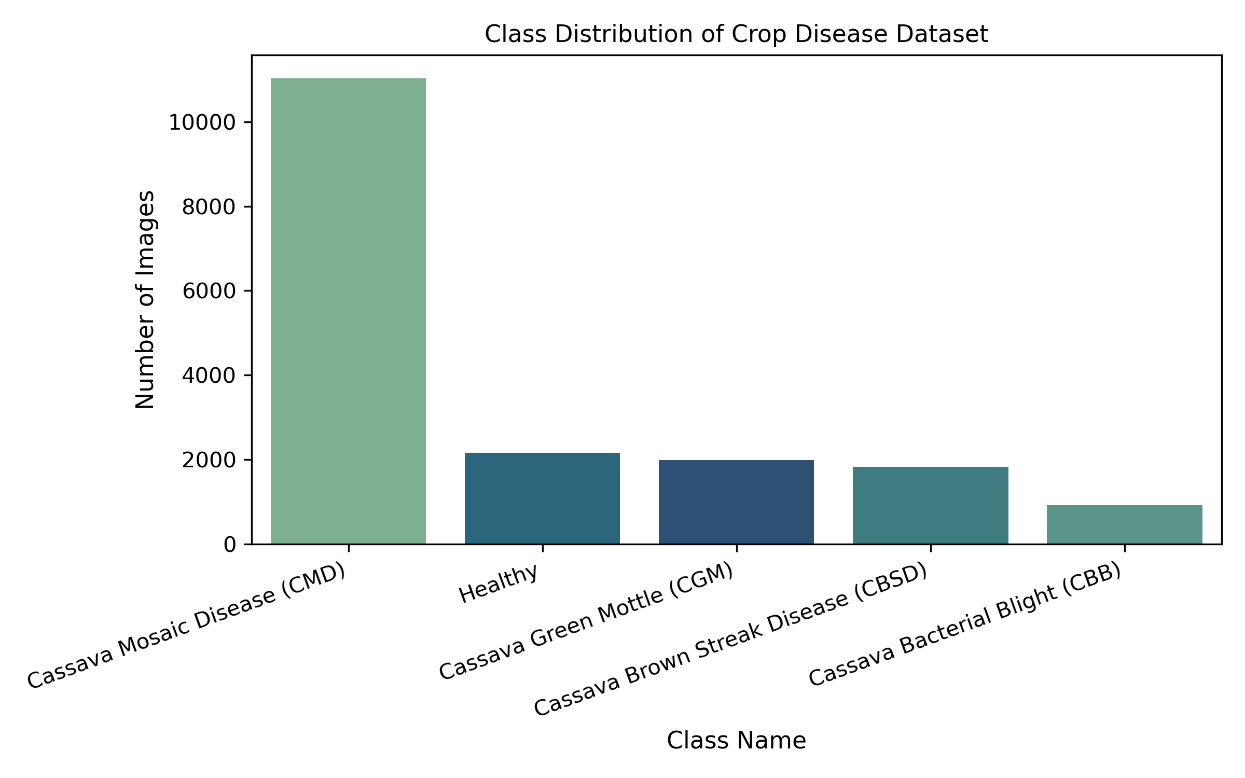 Class Distribution of Crop Disease Dataset
Number of Images
10000
8000
6000
4000
2000
0
Cassava Mosaic Disease (CMD)
Healthy
Cassava Green Mottle (CGM)
Cassava Brown Streak Disease (CBSD)
Cassava Bacterial Blight (CBB)
Class Name